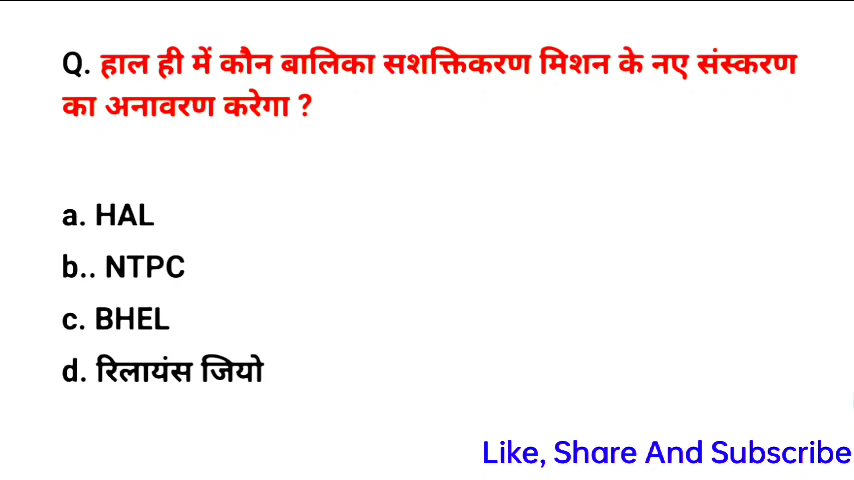 Q. हाल ही में कौन बालिका सशक्तिकरण मिशन के नए संस्करण
का अनावरण करेगा ?
a. HAL
b.. NTPC
c. BHEL
d. रिलायंस जियो
Like, Share And Subscribe